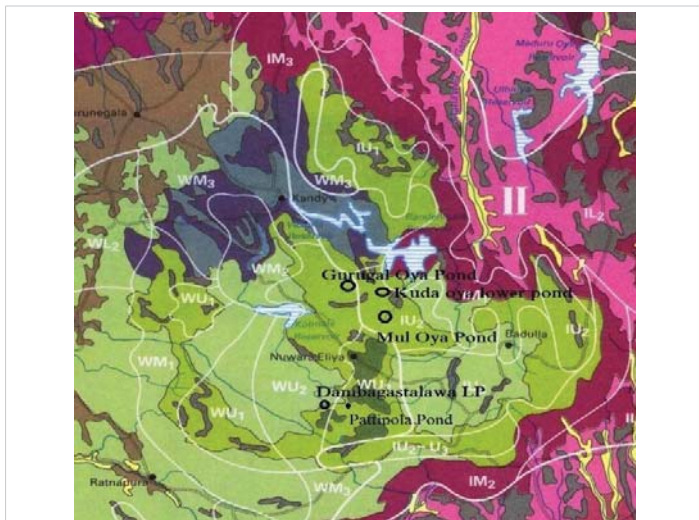 IM3
Maduru Oya
Reservoir
urunegala
IU1
WM3
WM3
Kandy
II
IL2
WL2
WM2
Gurugal Oya Pond
Kuda oya lower pond
WU1
IU2
IU2
Mul Oya Pond
Badulla
Reservoir
Nuwara Eliya
WM1
WU2
WU1
Dambagastalawa LP
WU1
Pattipola Pond
IU2
U3
Ratnapura
WM3
IM2